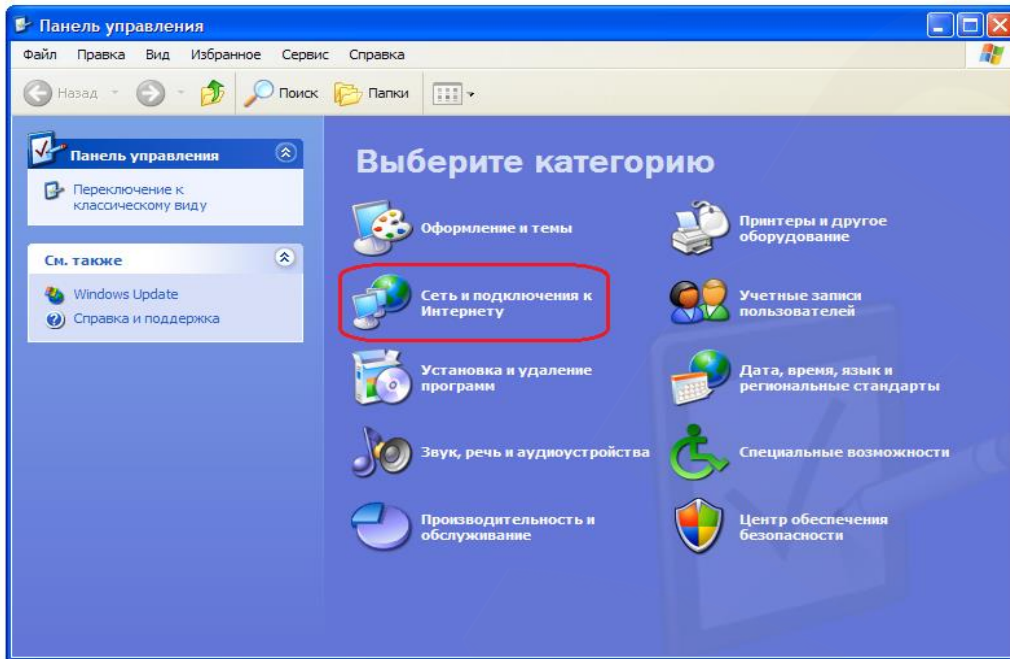 Панель управления
Файл Правка Вид Избранное Сервис Справка
Назад Поиск Папки
Панель управления
Переключение к
классическому виду
См. также
Windows Update
Справка и поддержка
Выберите категорию
Оформление и темы
Принтеры и другое
оборудование
Сеть и подключения к
Интернету
Учетные записи
пользователей
Установка и удаление
программ
Дата, время, язык и
региональные стандарты
Звук, речь и аудиоустройства
Специальные возможности
Производительность и
обслуживание
Центр обеспечения
безопасности